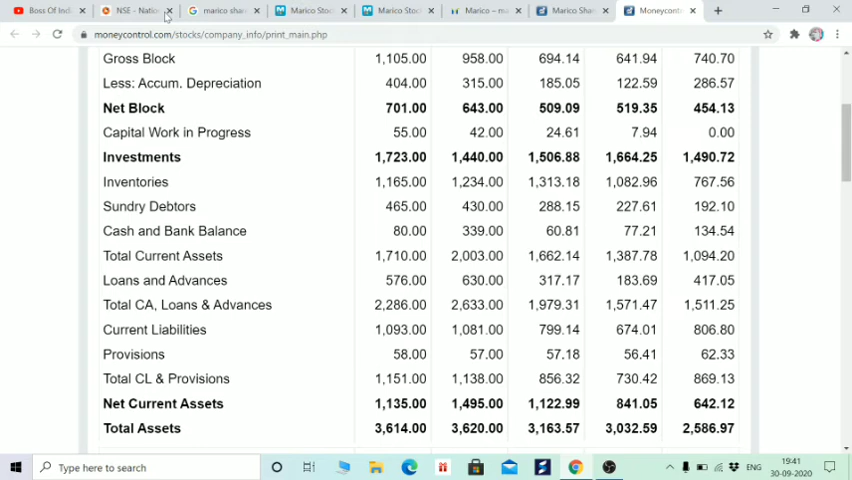 Boss Of Ind
NSE - Natio
marico shar
Marico Stoc
Marico Stoc
Marico – m
Marico Sha
Moneycontr
moneycontrol.com/stocks/company_info/print_main.php
Gross Block 1,105.00 958.00 694.14 641.94 740.70
Less: Accum. Depreciation 404.00 315.00 185.05 122.59 286.57
Net Block 701.00 643.00 509.09 519.35 454.13
Capital Work in Progress 55.00 42.00 24.61 7.94 0.00
Investments 1,723.00 1,440.00 1,506.88 1,664.25 1,490.72
Inventories 1,165.00 1,234.00 1,313.18 1,082.96 767.56
Sundry Debtors 465.00 430.00 288.15 227.61 192.10
Cash and Bank Balance 80.00 339.00 60.81 77.21 134.54
Total Current Assets 1,710.00 2,003.00 1,662.14 1,387.78 1,094.20
Loans and Advances 576.00 630.00 317.17 183.69 417.05
Total CA, Loans & Advances 2,286.00 2,633.00 1,979.31 1,571.47 1,511.25
Current Liabilities 1,093.00 1,081.00 799.14 674.01 806.80
Provisions 58.00 57.00 57.18 56.41 62.33
Total CL & Provisions 1,151.00 1,138.00 856.32 730.42 869.13
Net Current Assets 1,135.00 1,495.00 1,122.99 841.05 642.12
Total Assets 3,614.00 3,620.00 3,163.57 3,032.59 2,586.97
Type here to search
ENG
19:41
30-09-2020